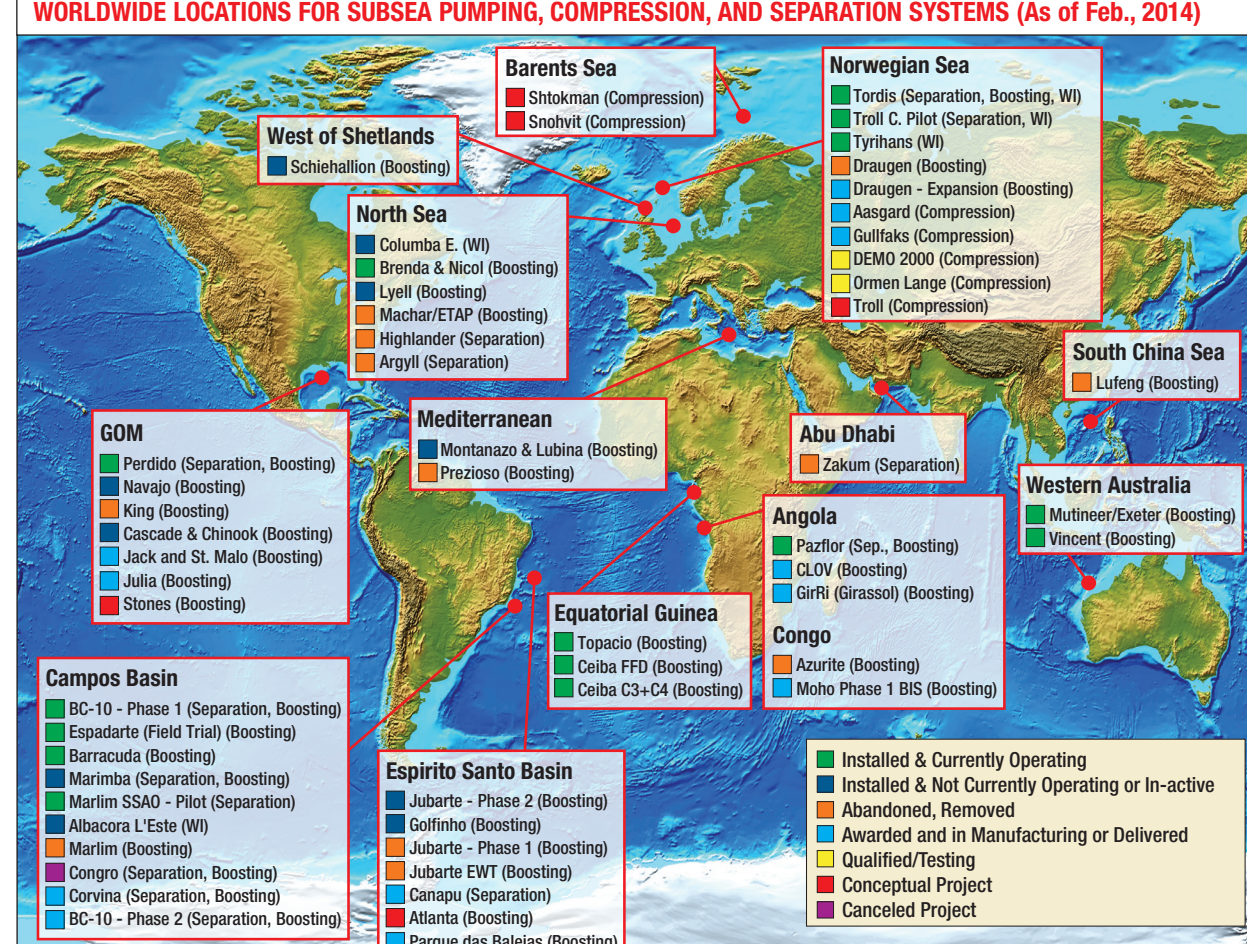 WORLDWIDE LOCATIONS FOR SUBSEA PUMPING, COMPRESSION, AND SEPARATION SYSTEMS (As of Feb., 2014)
Barents Sea
Shtokman (Compression)
Snohvit (Compression)
Norwegian Sea
Tordis (Separation, Boosting, WI)
Troll C. Pilot (Separation, WI)
Tyrihans (WI)
Draugen (Boosting)
Draugen - Expansion (Boosting)
Aasgard (Compression)
Gullfaks (Compression)
DEMO 2000 (Compression)
Ormen Lange (Compression)
Troll (Compression)
West of Shetlands
Schiehallion (Boosting)
North Sea
Columba E. (WI)
Brenda & Nicol (Boosting)
Lyell (Boosting)
Machar/ETAP (Boosting)
Highlander (Separation)
Argyll (Separation)
South China Sea
Lufeng (Boosting)
GOM
Perdido (Separation, Boosting)
Navajo (Boosting)
King (Boosting)
Cascade & Chinook (Boosting)
Jack and St. Malo (Boosting)
Julia (Boosting)
Stones (Boosting)
Mediterranean
Montanazo & Lubina (Boosting)
Prezioso (Boosting)
Abu Dhabi
Zakum (Separation)
Western Australia
Mutineer/Exeter (Boosting)
Vincent (Boosting)
Angola
Pazflor (Sep., Boosting)
CLOV (Boosting)
GirRi (Girassol) (Boosting)
Congo
Azurite (Boosting)
Moho Phase 1 BIS (Boosting)
Equatorial Guinea
Topacio (Boosting)
Ceiba FFD (Boosting)
Ceiba C3+C4 (Boosting)
Campos Basin
BC-10 - Phase 1 (Separation, Boosting)
Espadarte (Field Trial) (Boosting)
Barracuda (Boosting)
Marimba (Separation, Boosting)
Marlim SSAO - Pilot (Separation)
Albacora L'Este (WI)
Marlim (Boosting)
Congro (Separation, Boosting)
Corvina (Separation, Boosting)
BC-10 - Phase 2 (Separation, Boosting)
Espirito Santo Basin
Jubarte - Phase 2 (Boosting)
Golfinho (Boosting)
Jubarte - Phase 1 (Boosting)
Jubarte EWT (Boosting)
Canapu (Separation)
Atlanta (Boosting)
Parque das Baleias (Boosting)
Installed & Currently Operating
Installed & Not Currently Operating or In-active
Abandoned, Removed
Awarded and in Manufacturing or Delivered
Qualified/Testing
Conceptual Project
Canceled Project